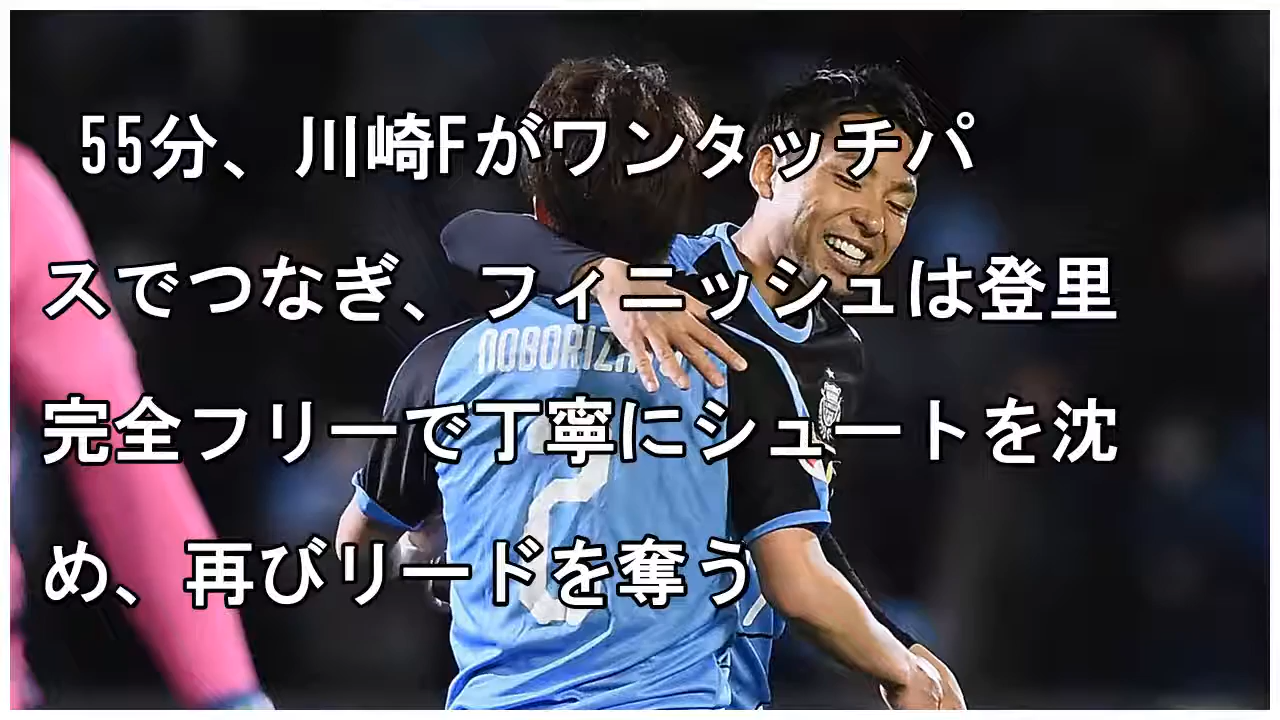 55分、川崎Fがワンタッチパ
スでつなぎ、フィニッシュは登里
完全フリーで丁寧にシュートを沈
め、再びリードを奪う
NOBORIZA
2